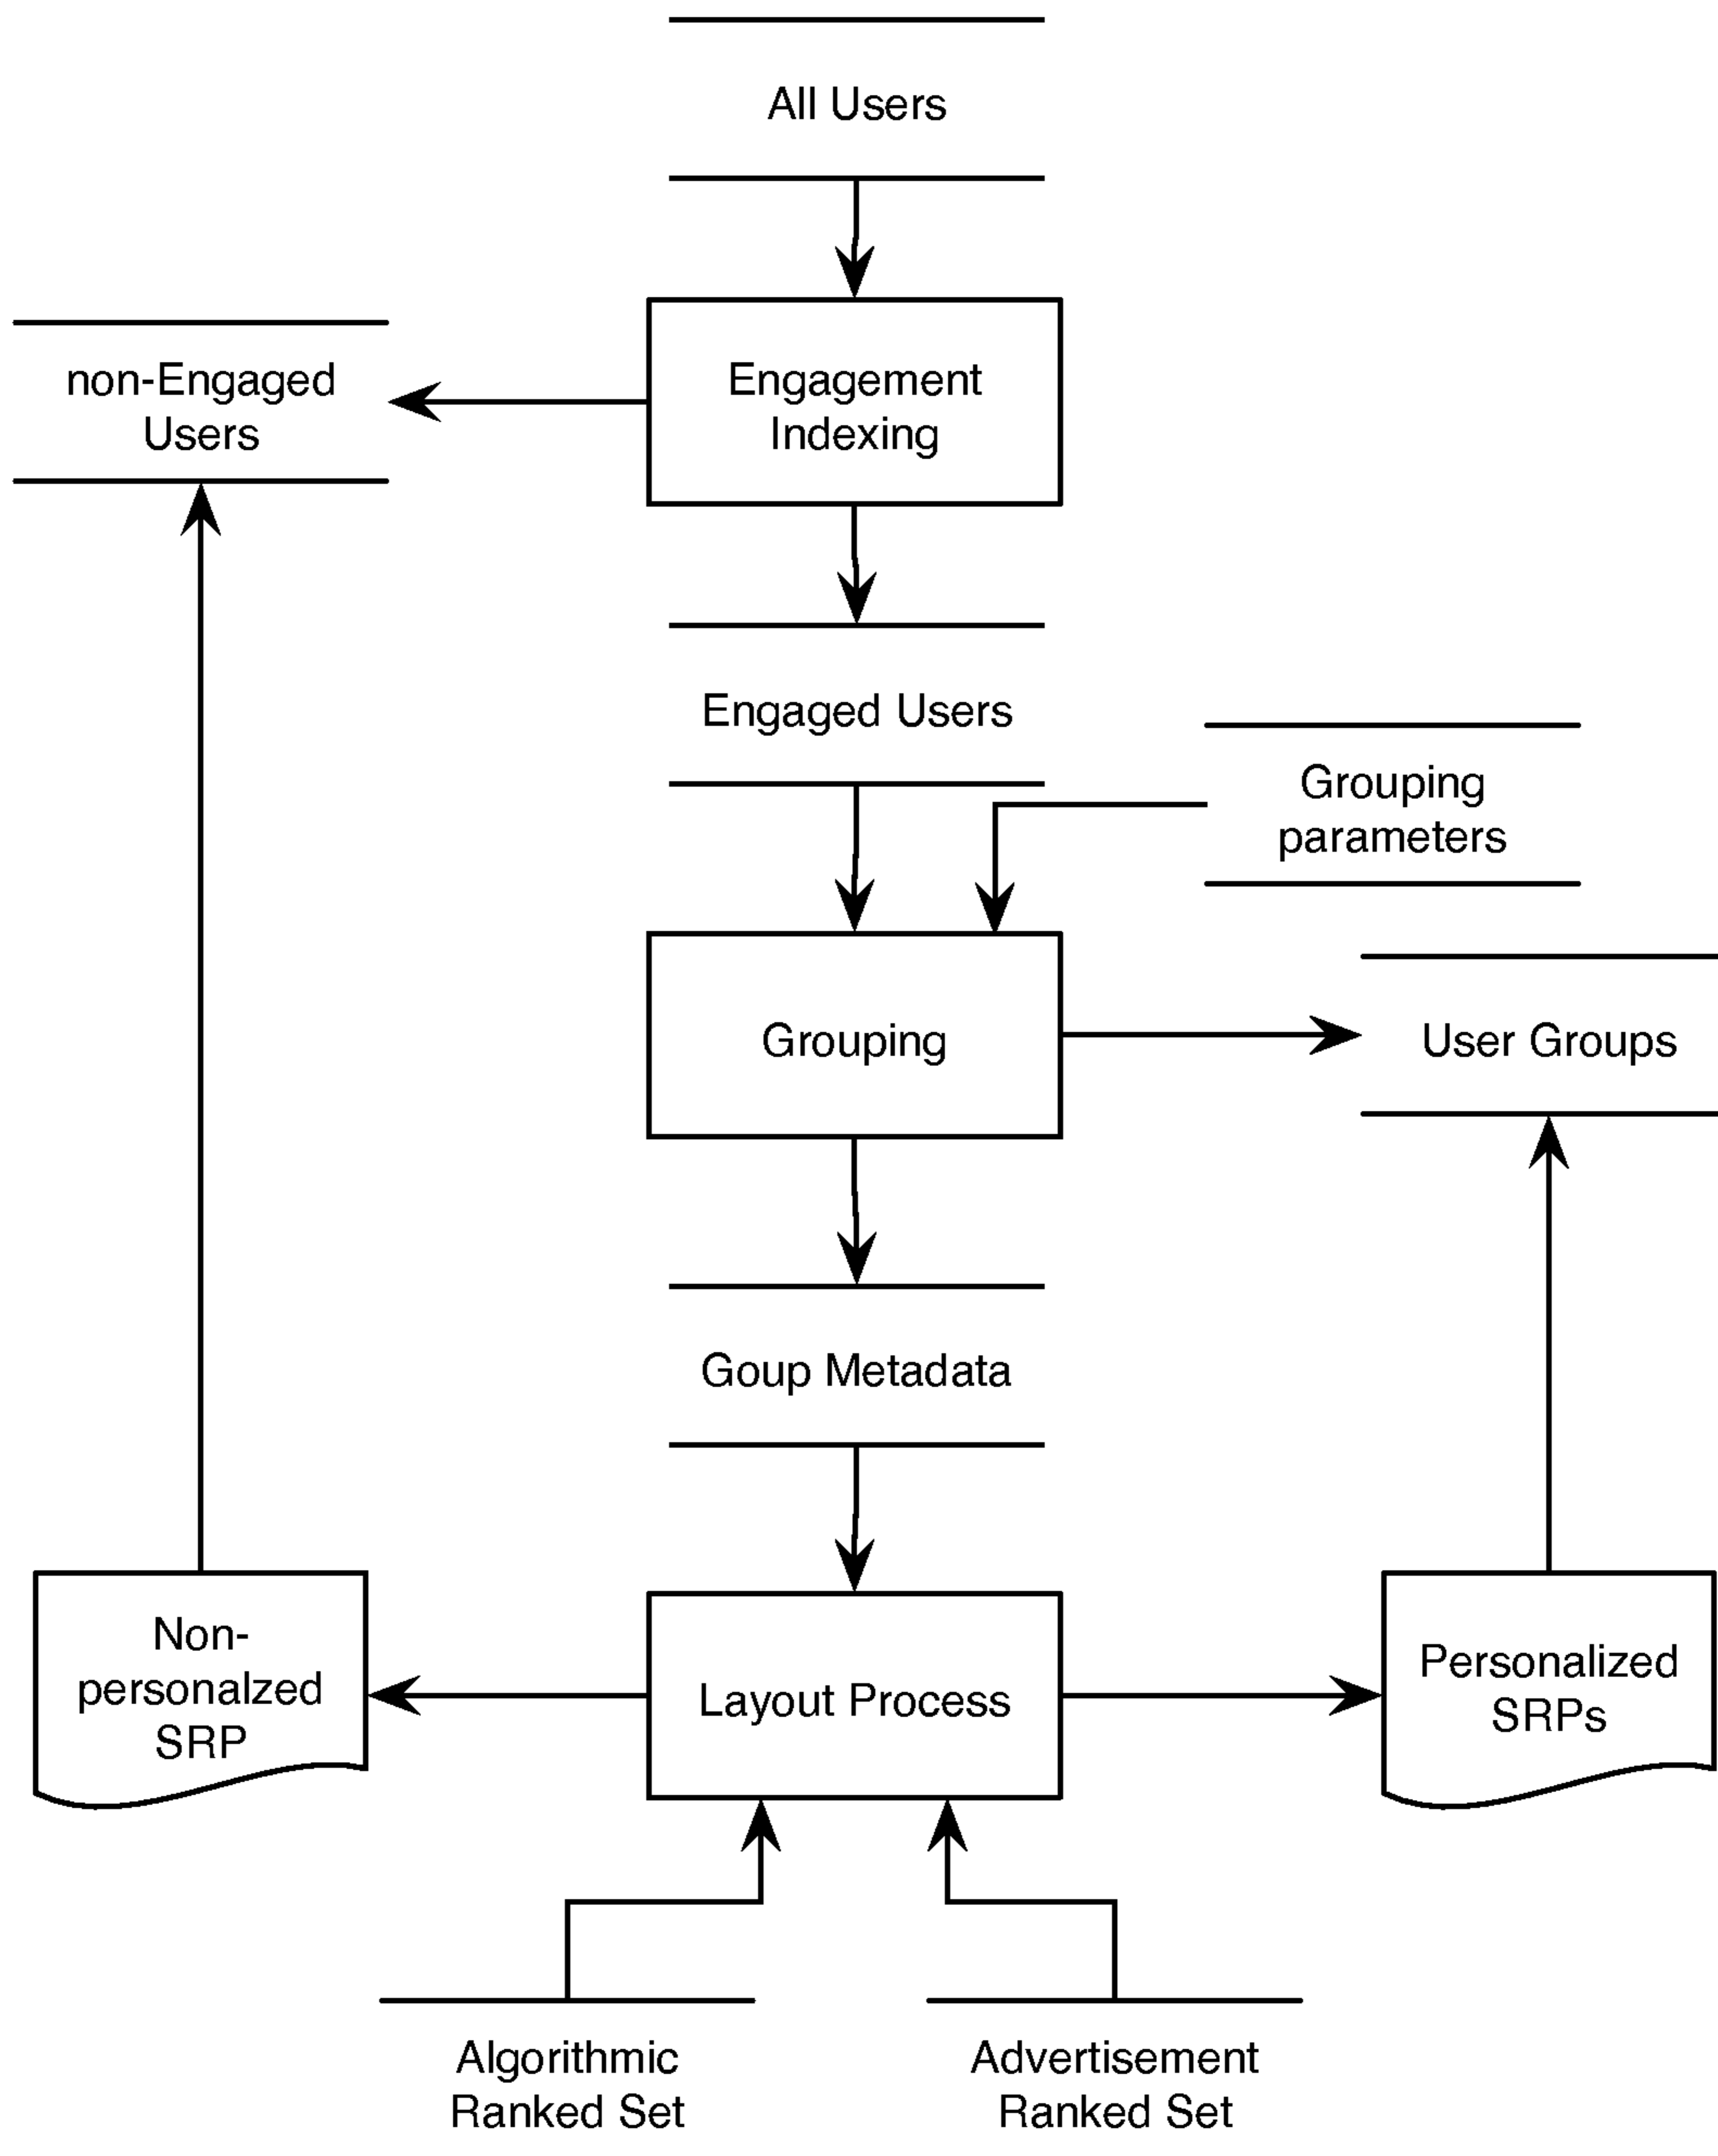 All Users
non-Engaged
Users
Engagement
Indexing
Engaged Users
Grouping
parameters
Grouping
User Groups
Goup Metadata
Non-
personalzed
SRP
Layout Process
Personalized
SRPs
Algorithmic
Ranked Set
Advertisement
Ranked Set